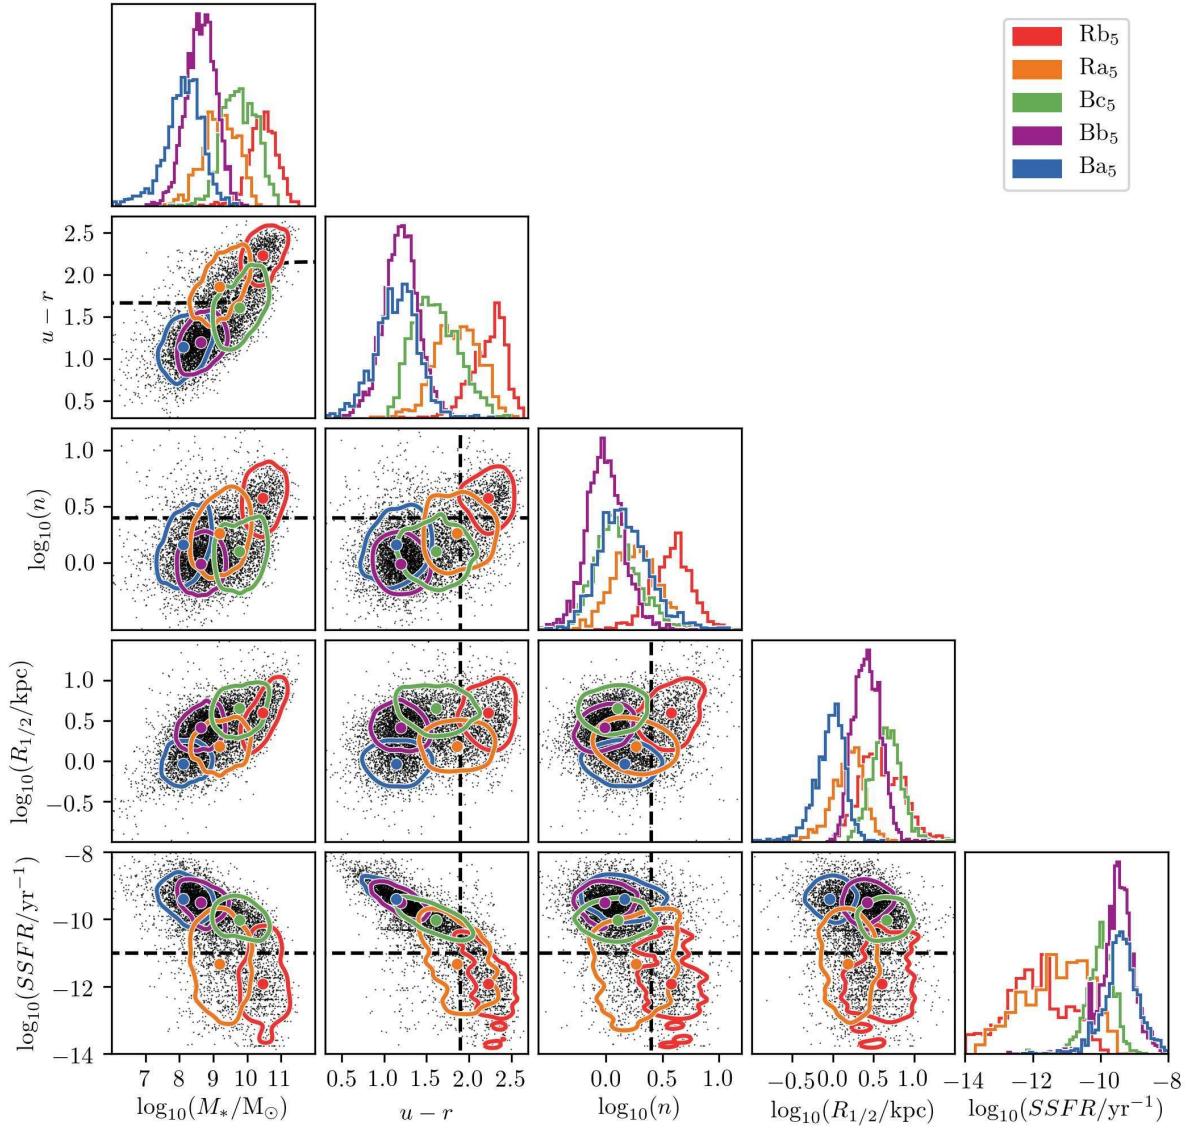 Rb₅
Ra₅
Bc₅
Bb₅
Ba₅
2.5
2.0
1.5
1.0
0.5
u − r
1.0
0.5
0.0
log₁₀(n)
1.0
0.5
0.0
−0.5
log₁₀(R₁/₂/kpc)
−8
−10
−12
−14
log₁₀(SSFR/yr⁻¹)
7 8 9 10 11
log₁₀(M*/M⊙)
0.5 1.0 1.5 2.0 2.5
u − r
0.0 0.5 1.0
log₁₀(n)
−0.5 0.0 0.5 1.0
log₁₀(R₁/₂/kpc)
−14 −12 −10 −8
log₁₀(SSFR/yr⁻¹)